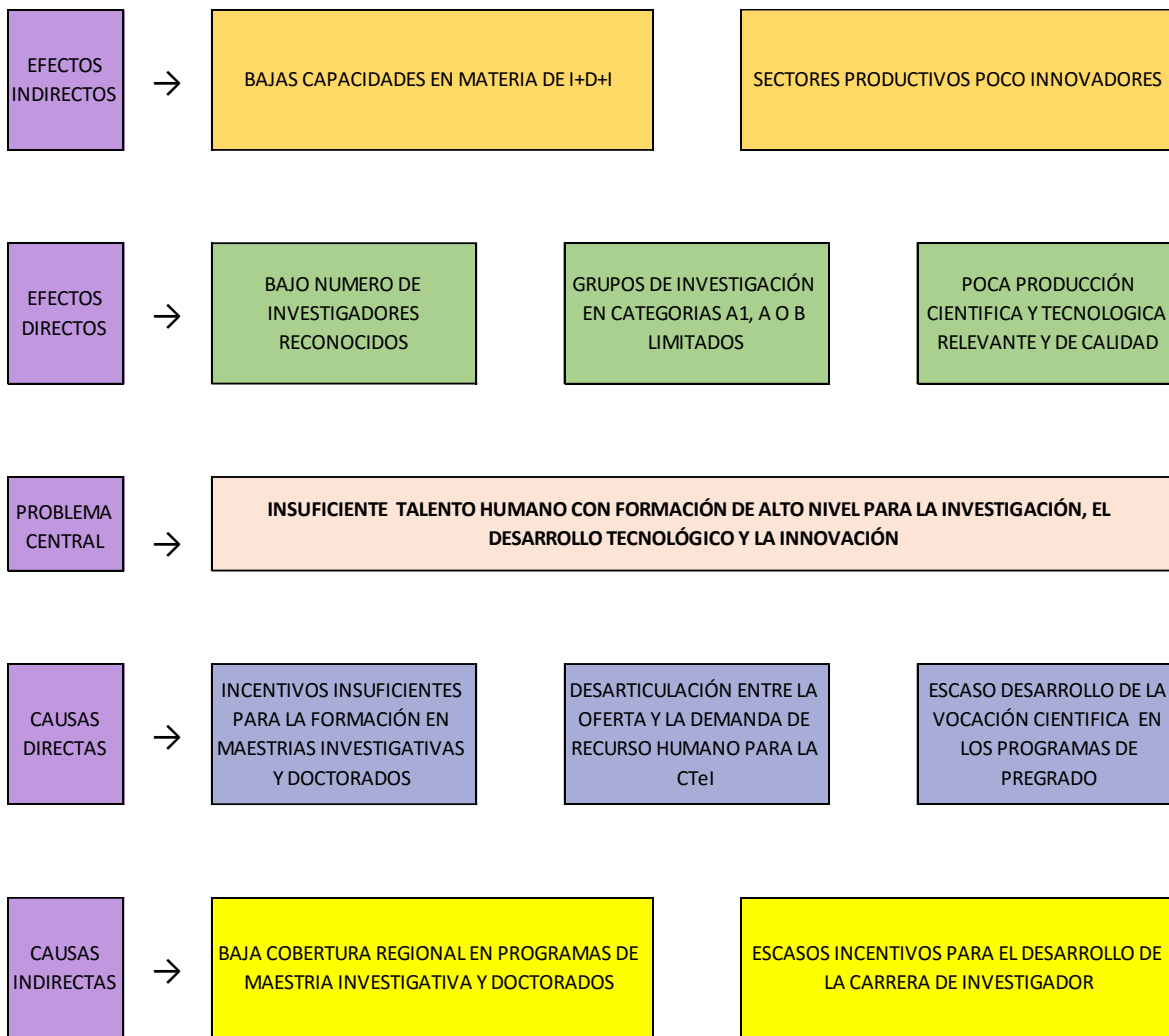 EFECTOS
INDIRECTOS
→
BAJAS CAPACIDADES EN MATERIA DE I+D+I
SECTORES PRODUCTIVOS POCO INNOVADORES
EFECTOS
DIRECTOS
→
BAJO NUMERO DE
INVESTIGADORES
RECONOCIDOS
GRUPOS DE INVESTIGACIÓN
EN CATEGORIAS A1, A O B
LIMITADOS
POCA PRODUCCIÓN
CIENTIFICA Y TECNOLOGICA
RELEVANTE Y DE CALIDAD
PROBLEMA
CENTRAL
→
INSUFICIENTE TALENTO HUMANO CON FORMACIÓN DE ALTO NIVEL PARA LA INVESTIGACIÓN, EL
DESARROLLO TECNOLÓGICO Y LA INNOVACIÓN
CAUSAS
DIRECTAS
→
INCENTIVOS INSUFICIENTES
PARA LA FORMACIÓN EN
MAESTRIAS INVESTIGATIVAS
Y DOCTORADOS
DESARTICULACIÓN ENTRE LA
OFERTA Y LA DEMANDA DE
RECURSO HUMANO PARA LA
CTeI
ESCASO DESARROLLO DE LA
VOCACIÓN CIENTIFICA EN
LOS PROGRAMAS DE
PREGRADO
CAUSAS
INDIRECTAS
→
BAJA COBERTURA REGIONAL EN PROGRAMAS DE
MAESTRIA INVESTIGATIVA Y DOCTORADOS
ESCASOS INCENTIVOS PARA EL DESARROLLO DE
LA CARRERA DE INVESTIGADOR